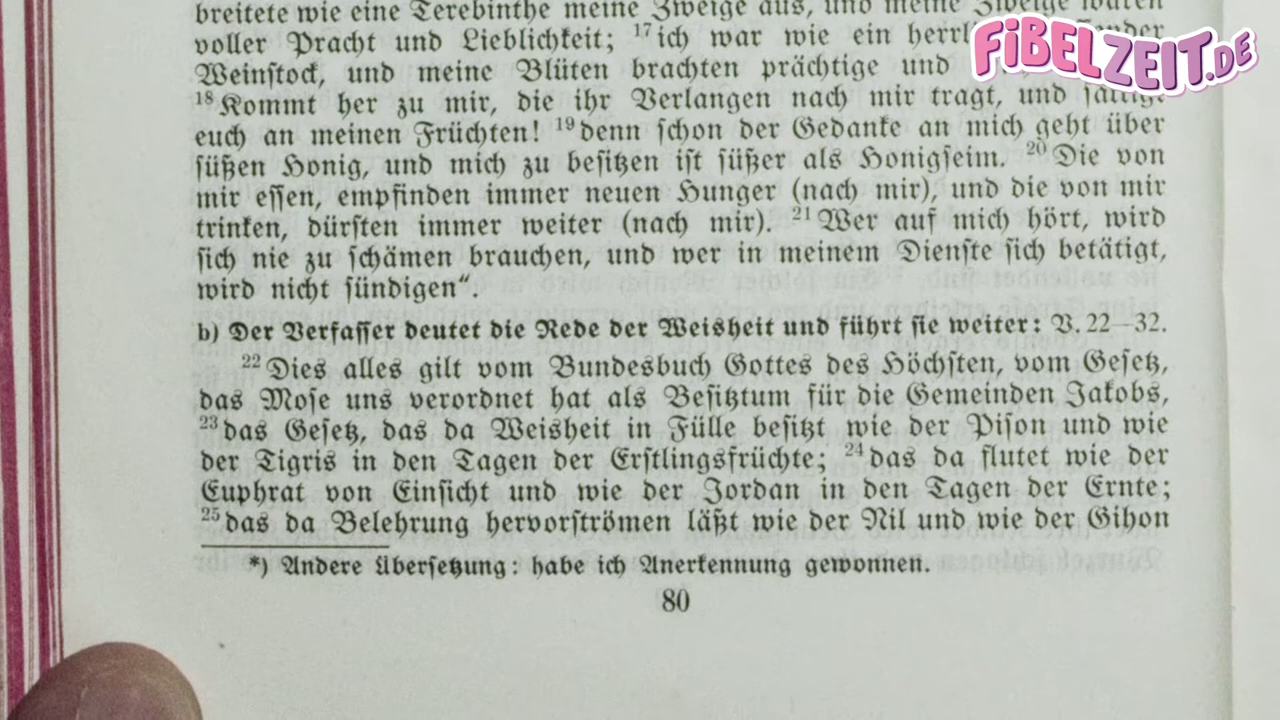 breitete wie eine Terebinthe meine Zweige aus, und meine Zweige waren
voller Pracht und Lieblichkeit; ¹⁷ich war wie ein
Weinstock, und meine Blüten brachten prächtige und
¹⁸Kommt her zu mir, die ihr Verlangen nach mir tragt, und sättigt
euch an meinen Früchten! ¹⁹denn schon der Gedanke an mich geht über
süßen Honig, und mich zu besitzen ist süßer als Honigseim. ²⁰Die von
mir essen, empfinden immer neuen Hunger (nach mir), und die von mir
trinken, dürsten immer weiter (nach mir). ²¹Wer auf mich hört, wird
sich nie zu schämen brauchen, und wer in meinem Dienste sich betätigt,
wird nicht sündigen“.
b) Der Verfasser deutet die Rede der Weisheit und führt sie weiter: V. 22—32.
²²Dies alles gilt vom Bundesbuch Gottes des Höchsten, vom Gesetz,
das Mose uns verordnet hat als Besitztum für die Gemeinden Jakobs,
²³das Gesetz, das da Weisheit in Fülle besitzt wie der Pison und wie
der Tigris in den Tagen der Erstlingsfrüchte; ²⁴das da flutet wie der
Euphrat von Einsicht und wie der Jordan in den Tagen der Ernte;
²⁵das da Belehrung hervorströmen läßt wie der Nil und wie der Gihon
*) Andere Übersetzung: habe ich Anerkennung gewonnen.
80
FiBELZEiT.DE